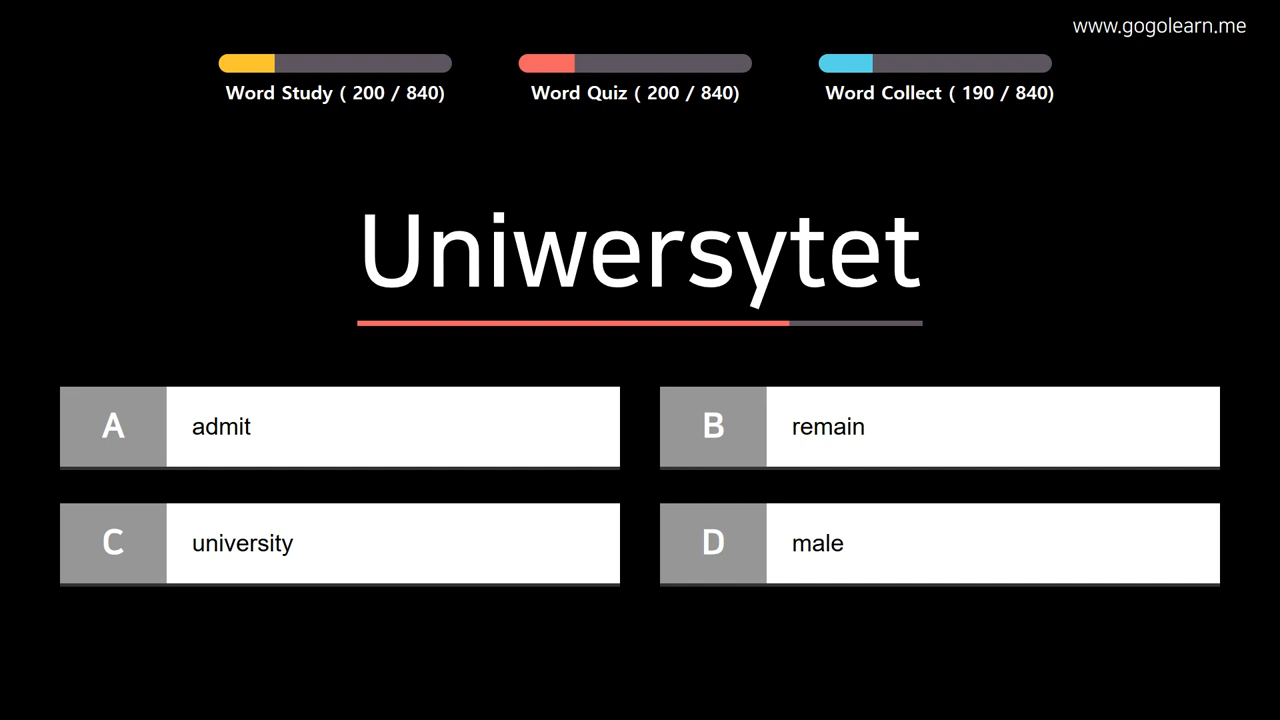 www.gogolearn.me
Word Study ( 200 / 840)
Word Quiz ( 200 / 840)
Word Collect ( 190 / 840)
Uniwersytet
A admit
B remain
C university
D male